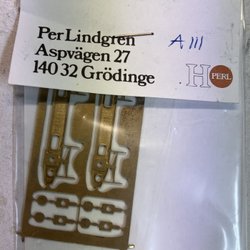 Per Lindgren
Aspvägen 27
140 32 Grödinge
A 111
H PERL